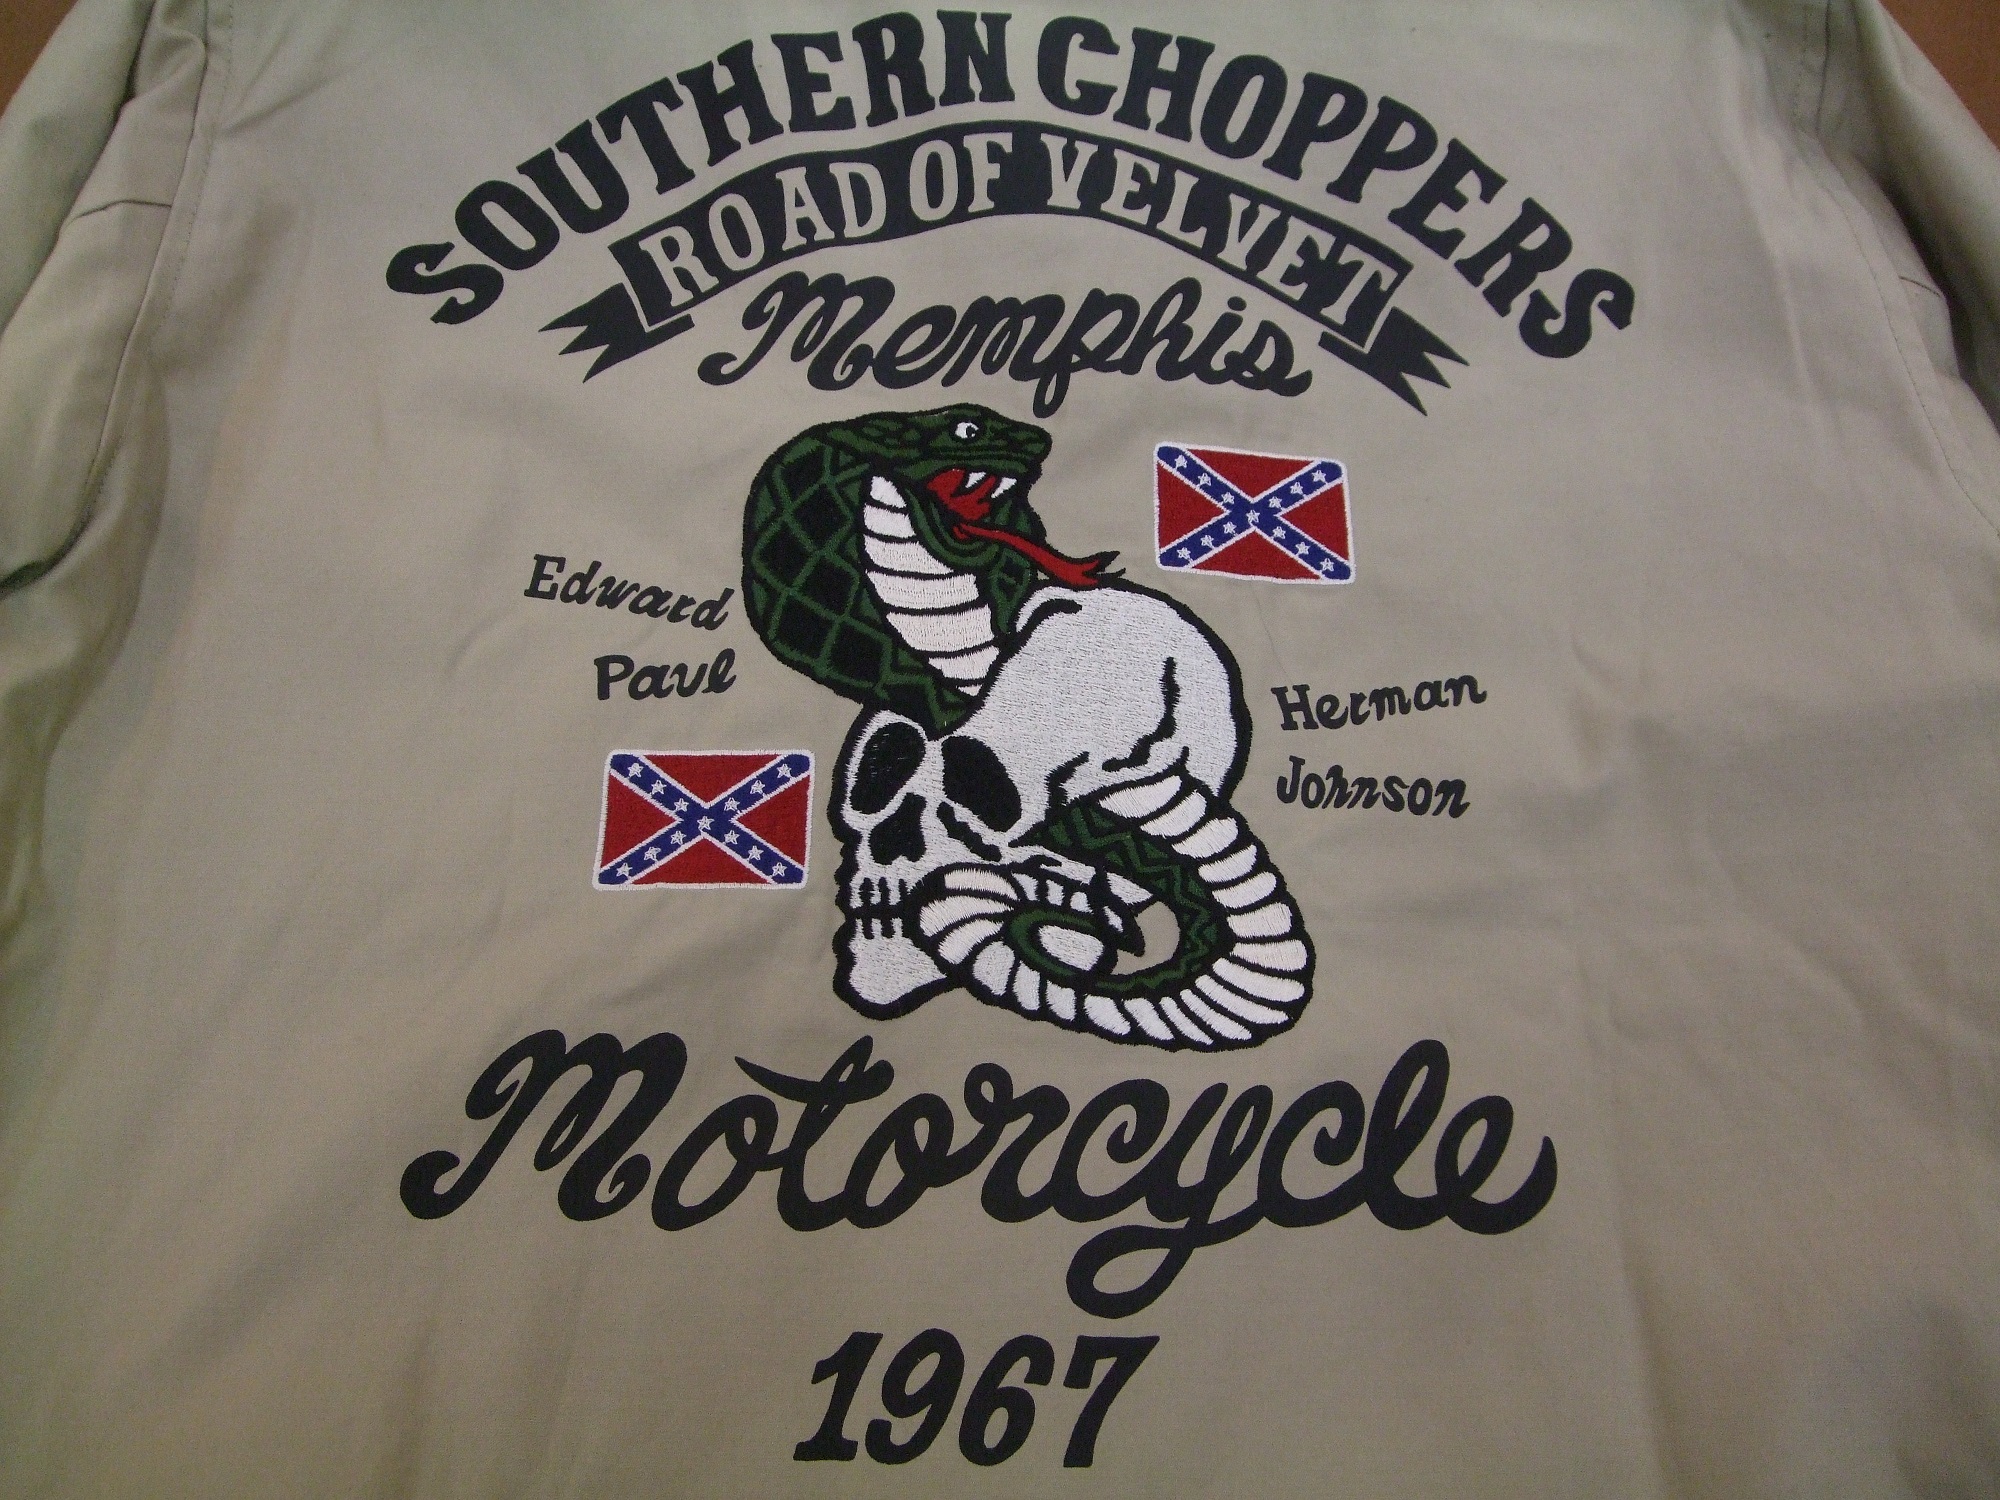 SOUTHERN CHOPPERS
ROAD OF VELVET
Memphis
Edward
Paul
Herman
Johnson
Motorcycle
1967